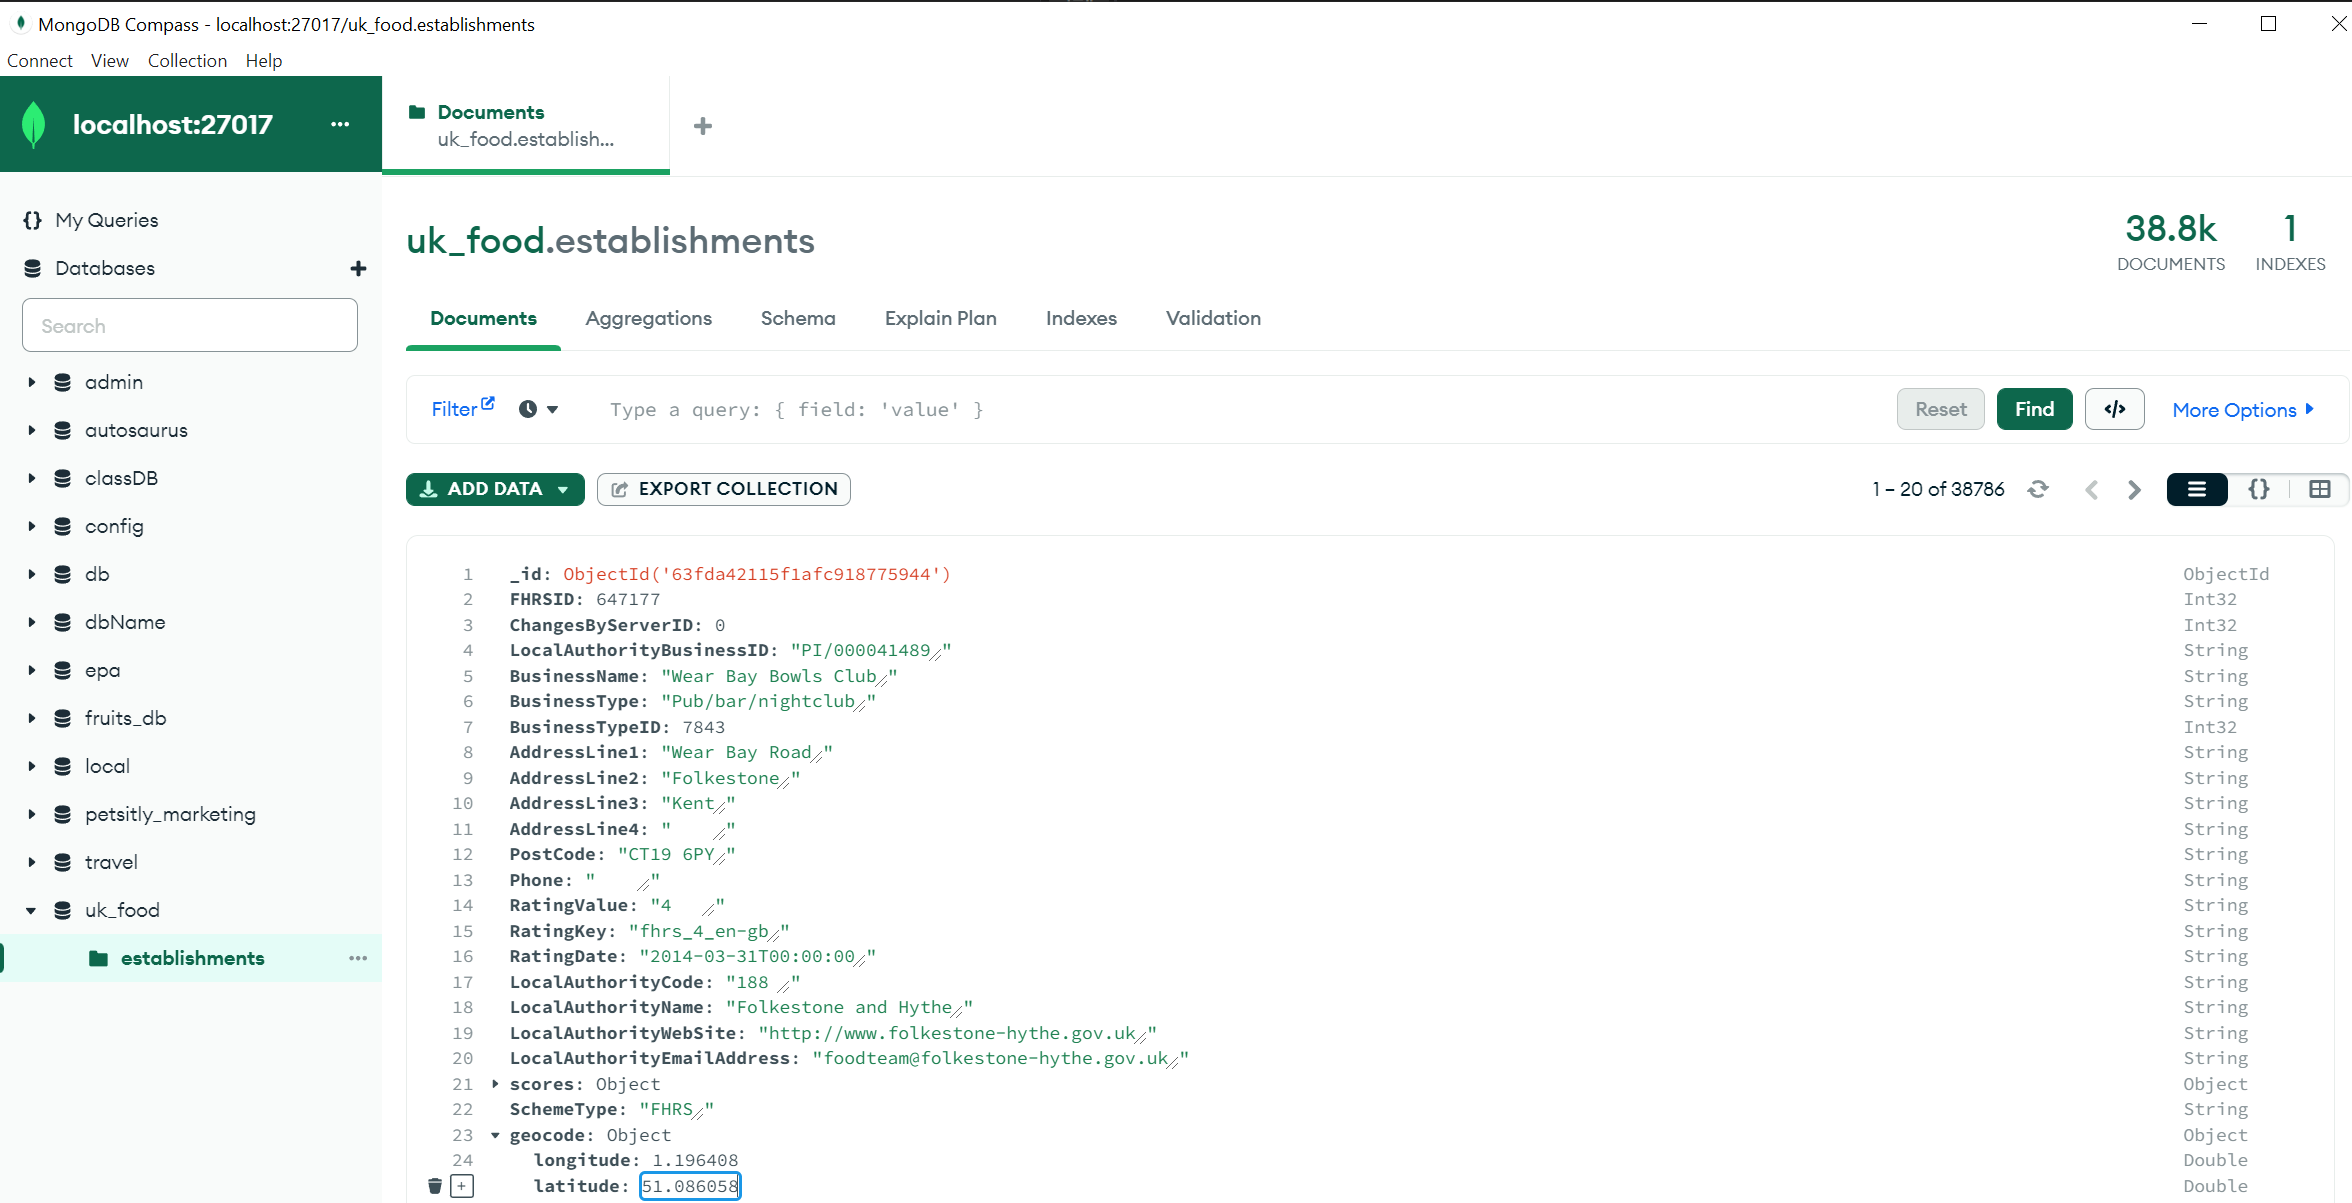 MongoDB Compass - localhost:27017/uk_food.establishments
Connect View Collection Help
localhost:27017 ...
Documents
uk_food.establish...
My Queries
Databases
Search
admin
autosaurus
classDB
config
db
dbName
epa
fruits_db
local
petsitly_marketing
travel
uk_food
establishments
uk_food.establishments
38.8k
DOCUMENTS
1
INDEXES
Documents Aggregations Schema Explain Plan Indexes Validation
Filter Type a query: { field: 'value' } Reset Find </> More Options
ADD DATA EXPORT COLLECTION 1 – 20 of 38786 {}
1 _id: ObjectId('63fda42115f1afc918775944') ObjectId
2 FHRSID: 647177 Int32
3 ChangesByServerID: 0 Int32
4 LocalAuthorityBusinessID: "PI/000041489" String
5 BusinessName: "Wear Bay Bowls Club" String
6 BusinessType: "Pub/bar/nightclub" String
7 BusinessTypeID: 7843 Int32
8 AddressLine1: "Wear Bay Road" String
9 AddressLine2: "Folkestone" String
10 AddressLine3: "Kent" String
11 AddressLine4: " " String
12 PostCode: "CT19 6PY" String
13 Phone: " " String
14 RatingValue: "4 " String
15 RatingKey: "fhrs_4_en-gb" String
16 RatingDate: "2014-03-31T00:00:00" String
17 LocalAuthorityCode: "188 " String
18 LocalAuthorityName: "Folkestone and Hythe" String
19 LocalAuthorityWebSite: "http://www.folkestone-hythe.gov.uk" String
20 LocalAuthorityEmailAddress: "foodteam@folkestone-hythe.gov.uk" String
21 scores: Object Object
22 SchemeType: "FHRS" String
23 geocode: Object Object
24 longitude: 1.196408 Double
latitude: 51.086058 Double